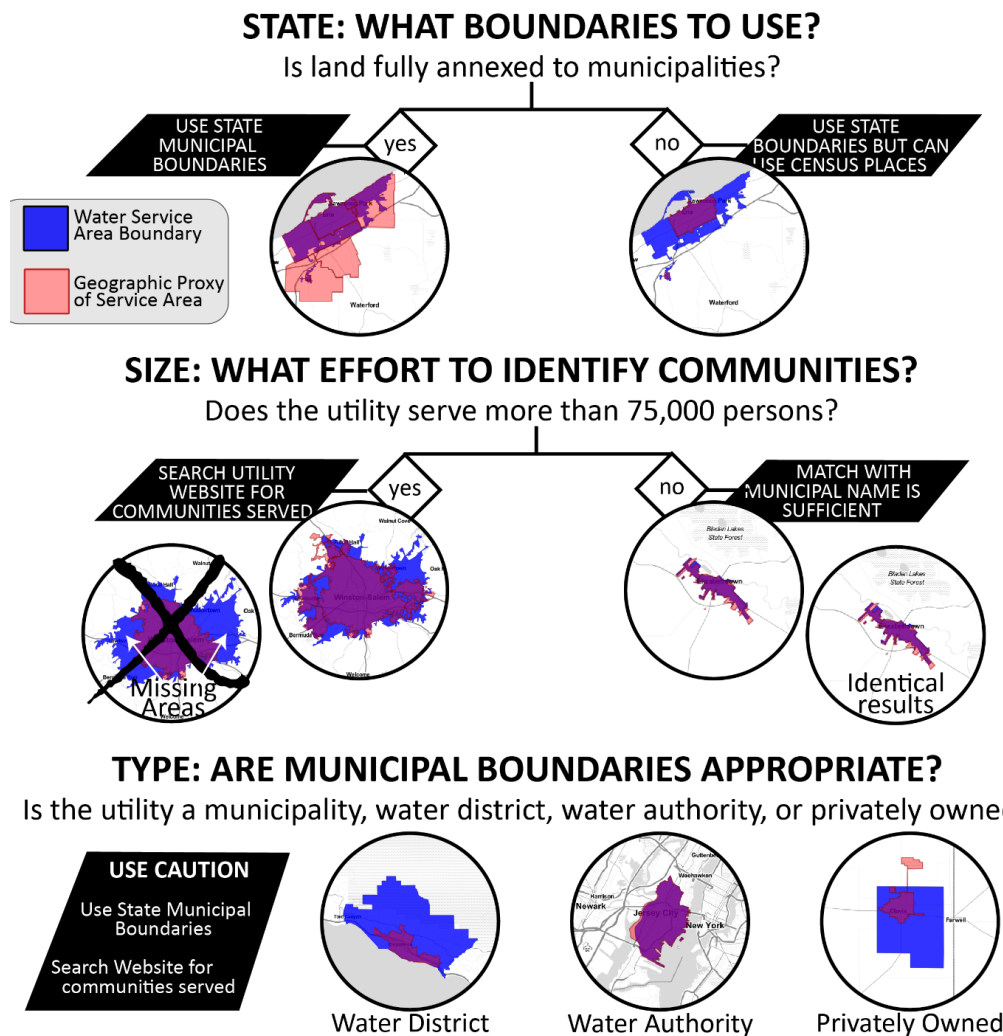 STATE: WHAT BOUNDARIES TO USE?
Is land fully annexed to municipalities?
USE STATE
MUNICIPAL
BOUNDARIES
yes
no
USE STATE
BOUNDARIES BUT CAN
USE CENSUS PLACES
Water Service
Area Boundary
Geographic Proxy
of Service Area
Waterford
Waterford
SIZE: WHAT EFFORT TO IDENTIFY COMMUNITIES?
Does the utility serve more than 75,000 persons?
SEARCH UTILITY
WEBSITE FOR
COMMUNITIES SERVED
yes
no
MATCH WITH
MUNICIPAL NAME IS
SUFFICIENT
Walnut Cove
Winston-Salem
Welcome
Bladen Lakes
State Forest
Bladen Lakes
State Forest
Missing
Areas
Identical
results
TYPE: ARE MUNICIPAL BOUNDARIES APPROPRIATE?
Is the utility a municipality, water district, water authority, or privately owne
USE CAUTION
Use State Municipal
Boundaries
Search Website for
communities served
Weehawken
Harrison
Newark
Jersey City
New York
Farwell
Water District
Water Authority
Privately Owned